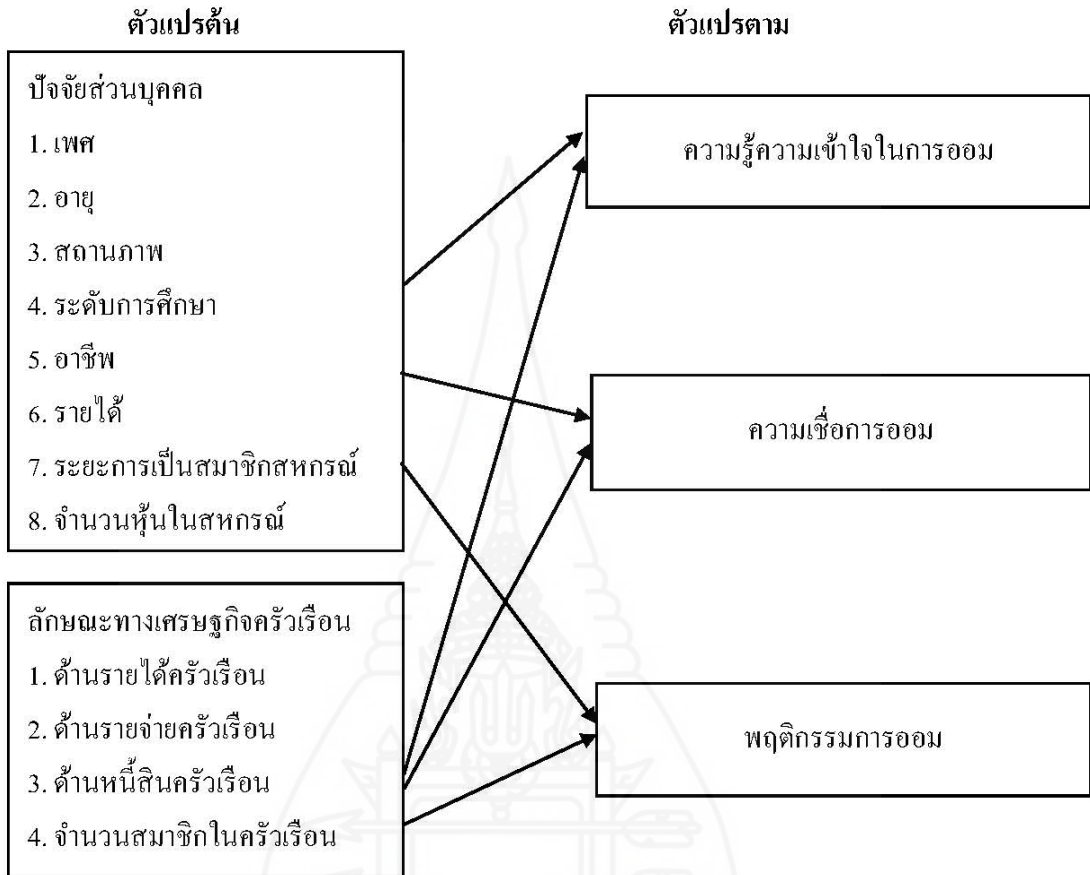 ตัวแปรต้น
ตัวแปรตาม
ปัจจัยส่วนบุคคล
1. เพศ
2. อายุ
3. สถานภาพ
4. ระดับการศึกษา
5. อาชีพ
6. รายได้
7. ระยะการเป็นสมาชิกสหกรณ์
8. จำนวนหุ้นในสหกรณ์
ลักษณะทางเศรษฐกิจครัวเรือน
1. ด้านรายได้ครัวเรือน
2. ด้านรายจ่ายครัวเรือน
3. ด้านหนี้สินครัวเรือน
4. จำนวนสมาชิกในครัวเรือน
ความรู้ความเข้าใจในการออม
ความเชื่อการออม
พฤติกรรมการออม